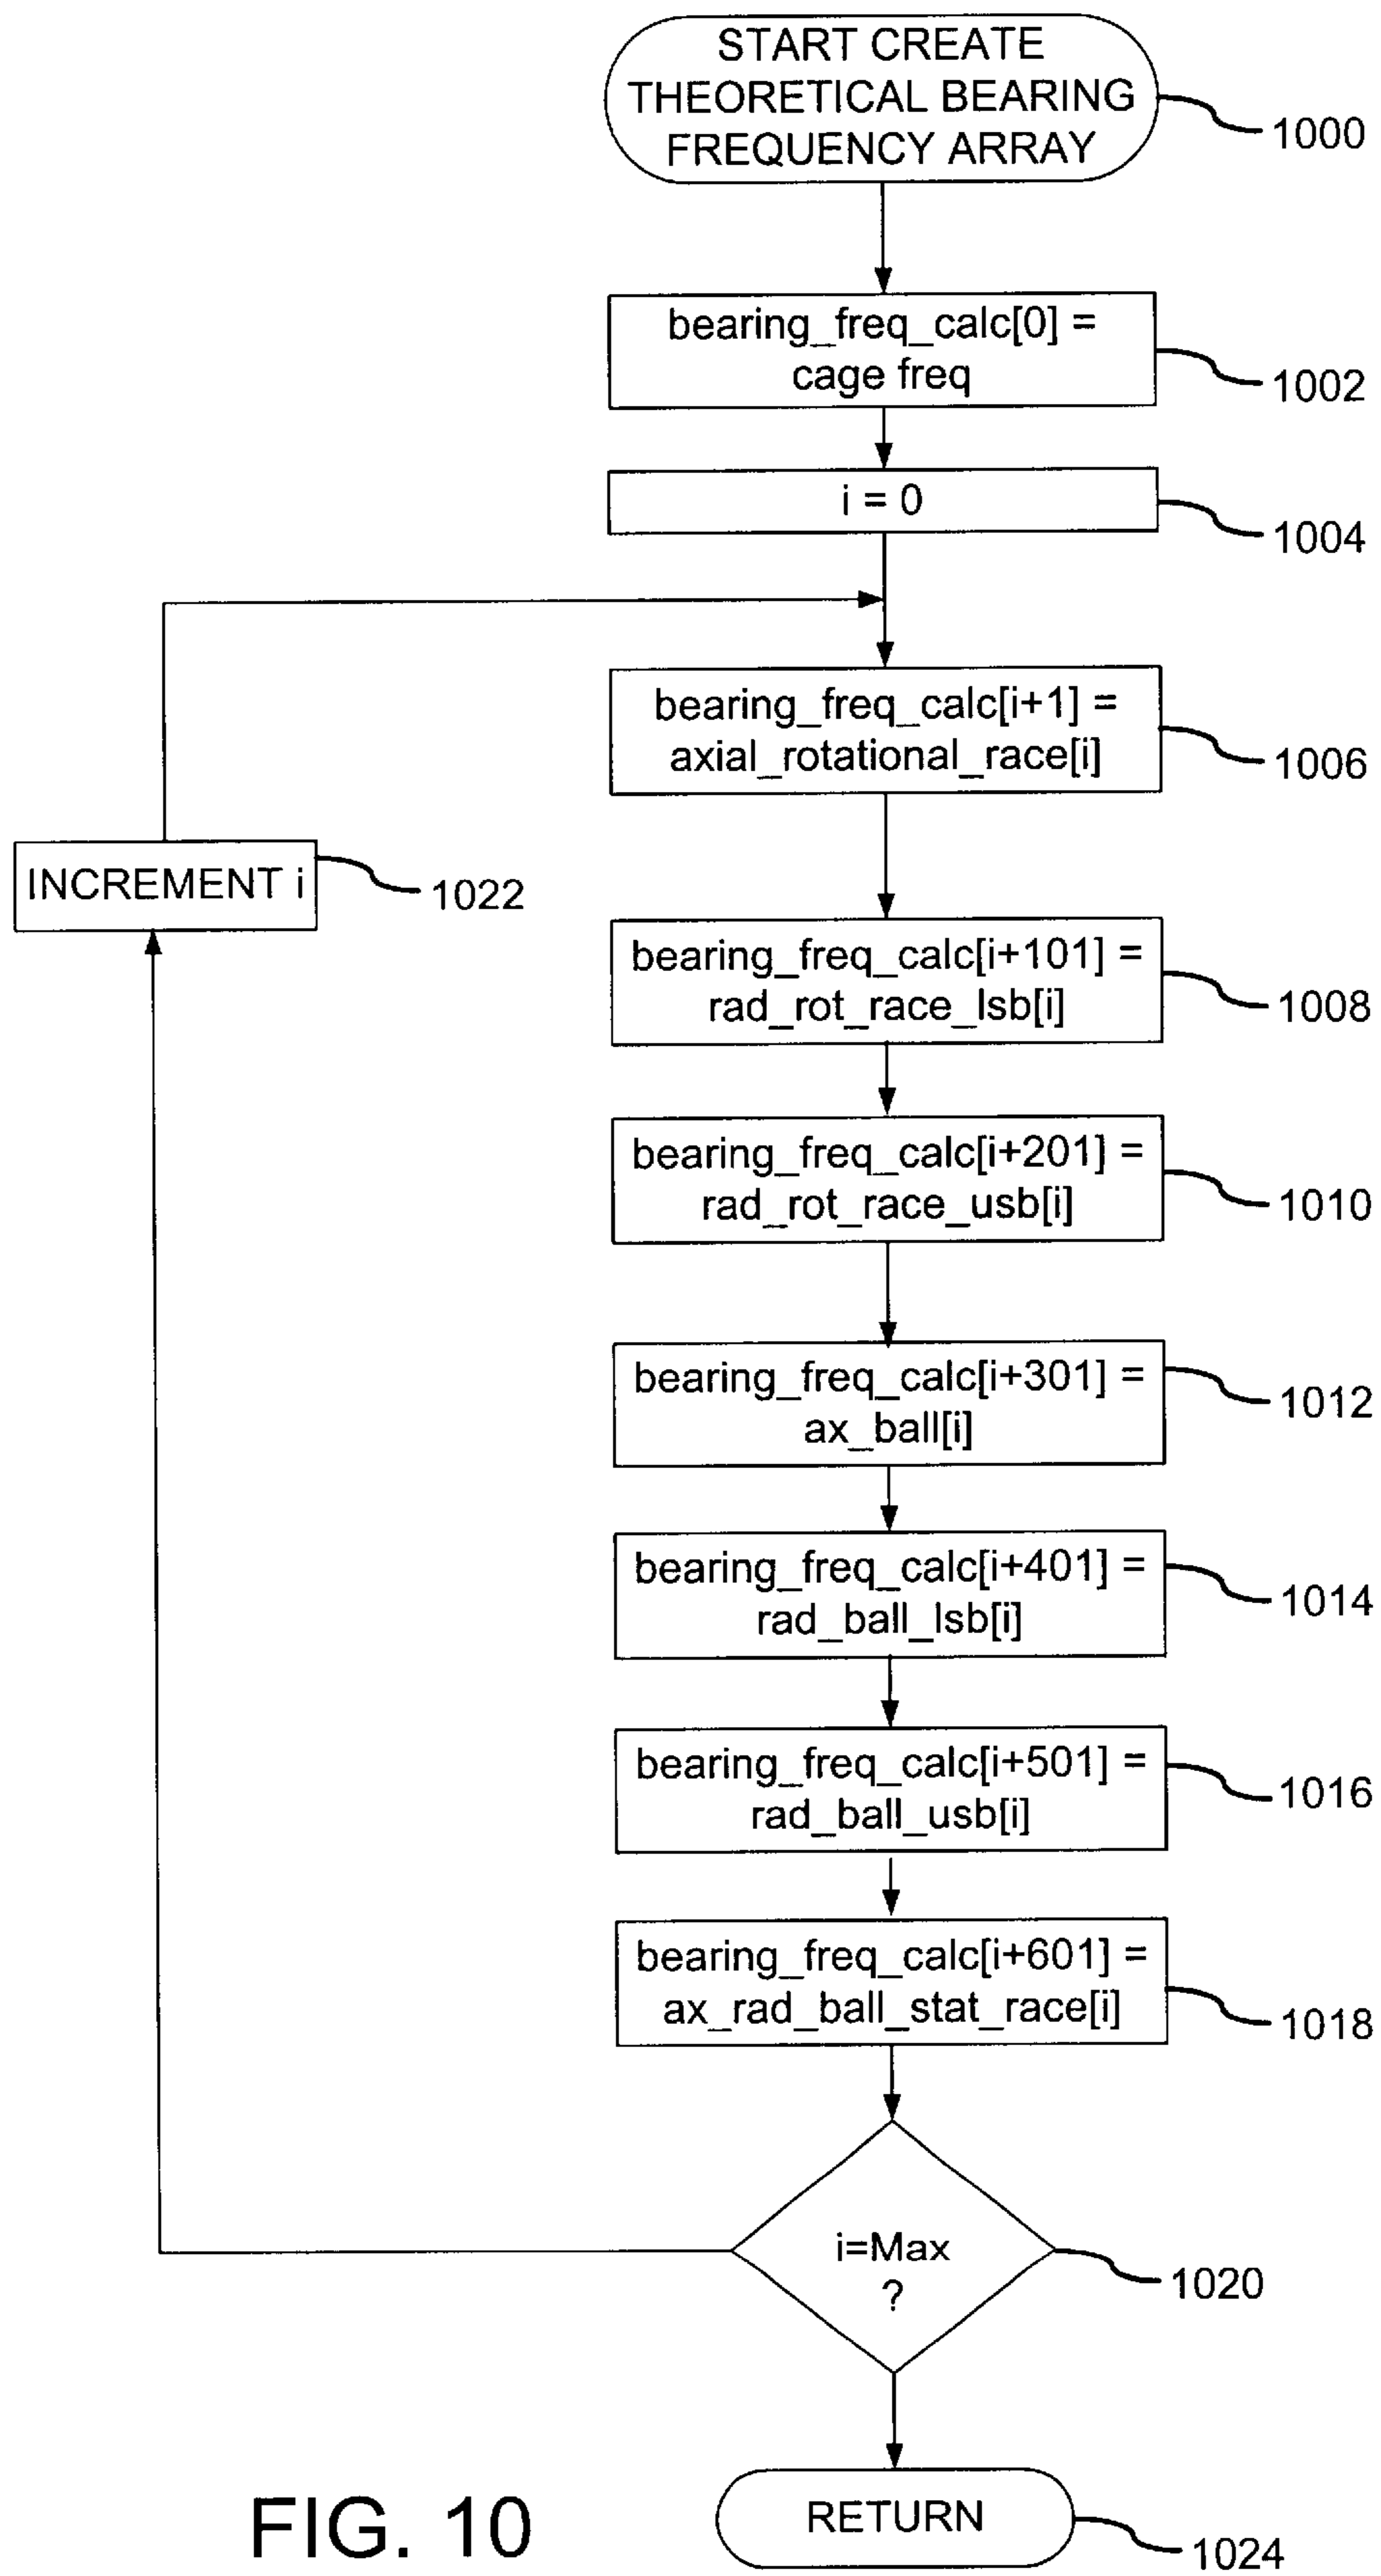 START CREATE
THEORETICAL BEARING
FREQUENCY ARRAY
1000
bearing_freq_calc[0] =
cage freq
1002
i = 0
1004
bearing_freq_calc[i+1] =
axial_rotational_race[i]
1006
INCREMENT i
1022
bearing_freq_calc[i+101] =
rad_rot_race_lsb[i]
1008
bearing_freq_calc[i+201] =
rad_rot_race_usb[i]
1010
bearing_freq_calc[i+301] =
ax_ball[i]
1012
bearing_freq_calc[i+401] =
rad_ball_lsb[i]
1014
bearing_freq_calc[i+501] =
rad_ball_usb[i]
1016
bearing_freq_calc[i+601] =
ax_rad_ball_stat_race[i]
1018
i=Max
?
1020
RETURN
1024
FIG. 10